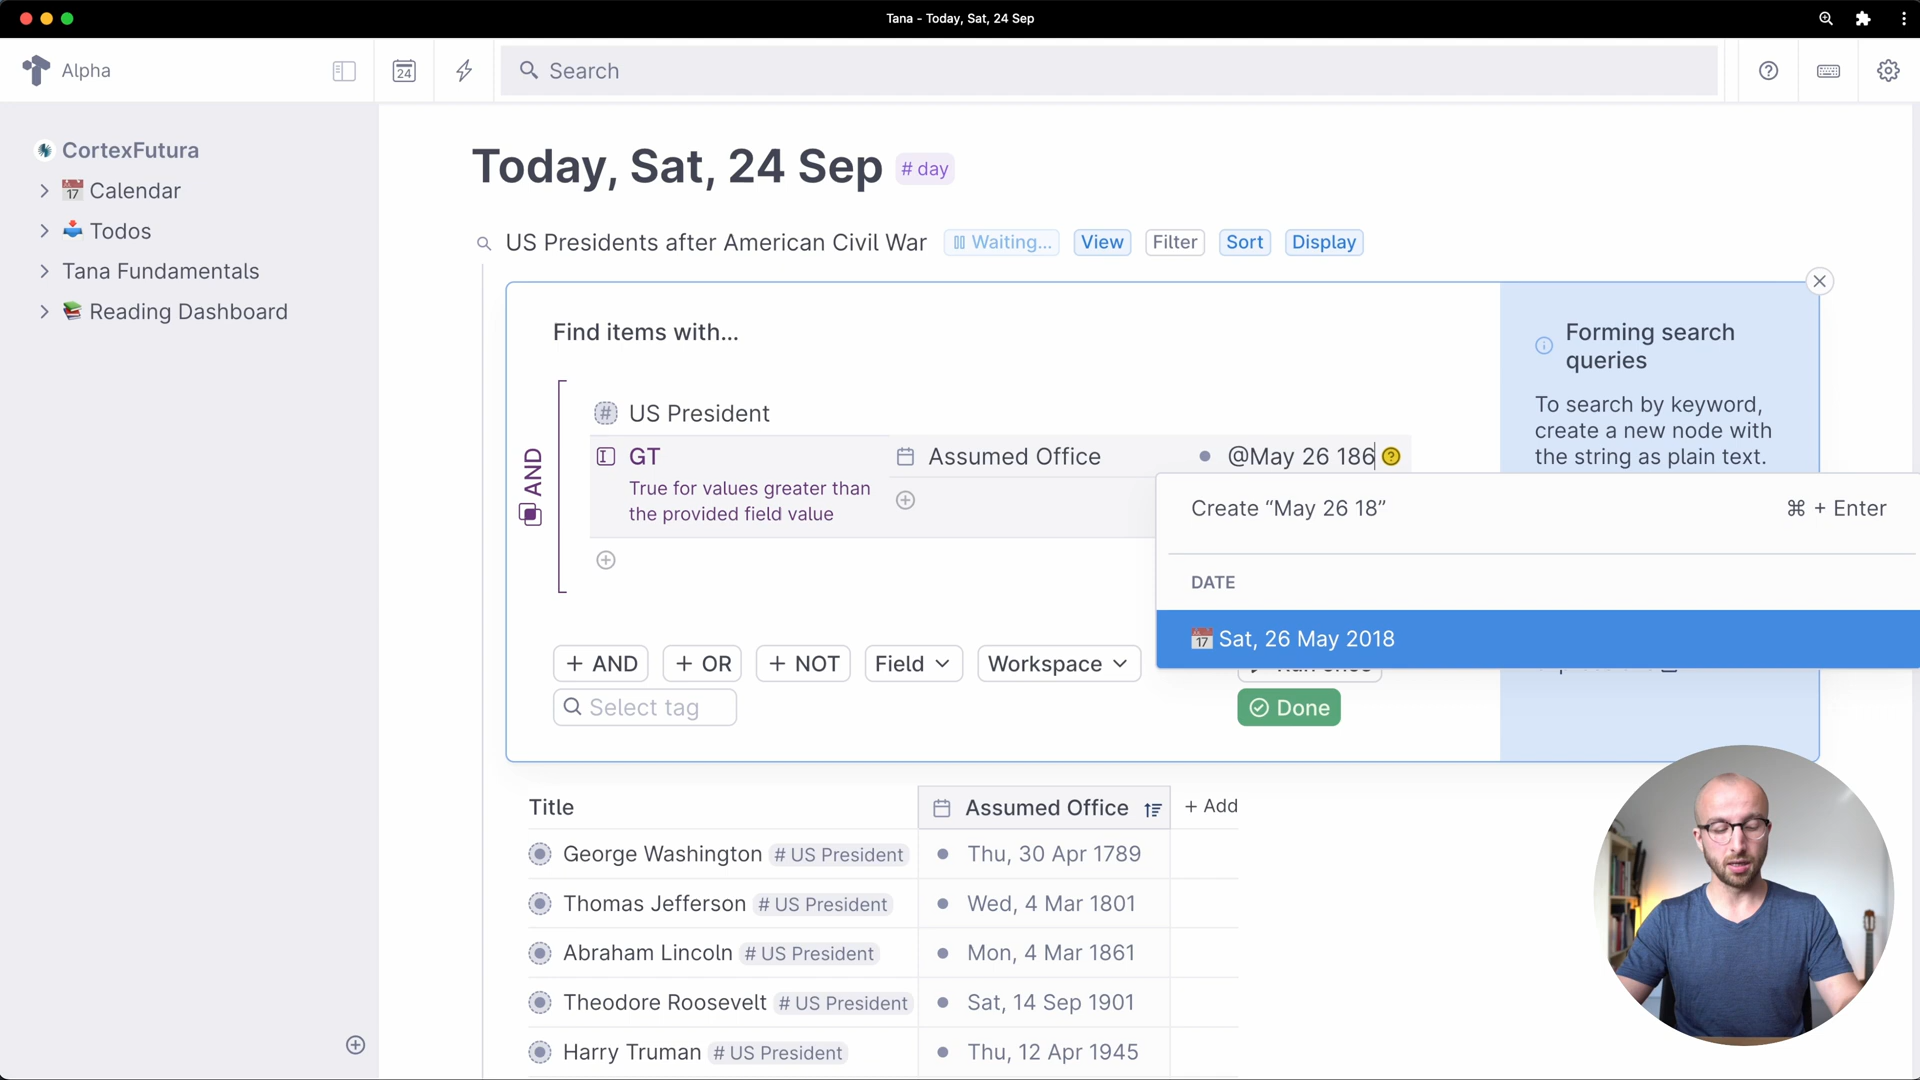 Tana - Today, Sat, 24 Sep
Alpha
24
Search
CortexFutura
Calendar
Todos
Tana Fundamentals
Reading Dashboard
Today, Sat, 24 Sep # day
US Presidents after American Civil War Waiting... View Filter Sort Display
Find items with...
AND
# US President
GT
True for values greater than
the provided field value
Assumed Office
@May 26 186
Forming search
queries
To search by keyword,
create a new node with
the string as plain text.
Create “May 26 18” ⌘ + Enter
DATE
17 Sat, 26 May 2018
+ AND + OR + NOT Field Workspace
Select tag
Done
Title Assumed Office + Add
George Washington # US President Thu, 30 Apr 1789
Thomas Jefferson # US President Wed, 4 Mar 1801
Abraham Lincoln # US President Mon, 4 Mar 1861
Theodore Roosevelt # US President Sat, 14 Sep 1901
Harry Truman # US President Thu, 12 Apr 1945